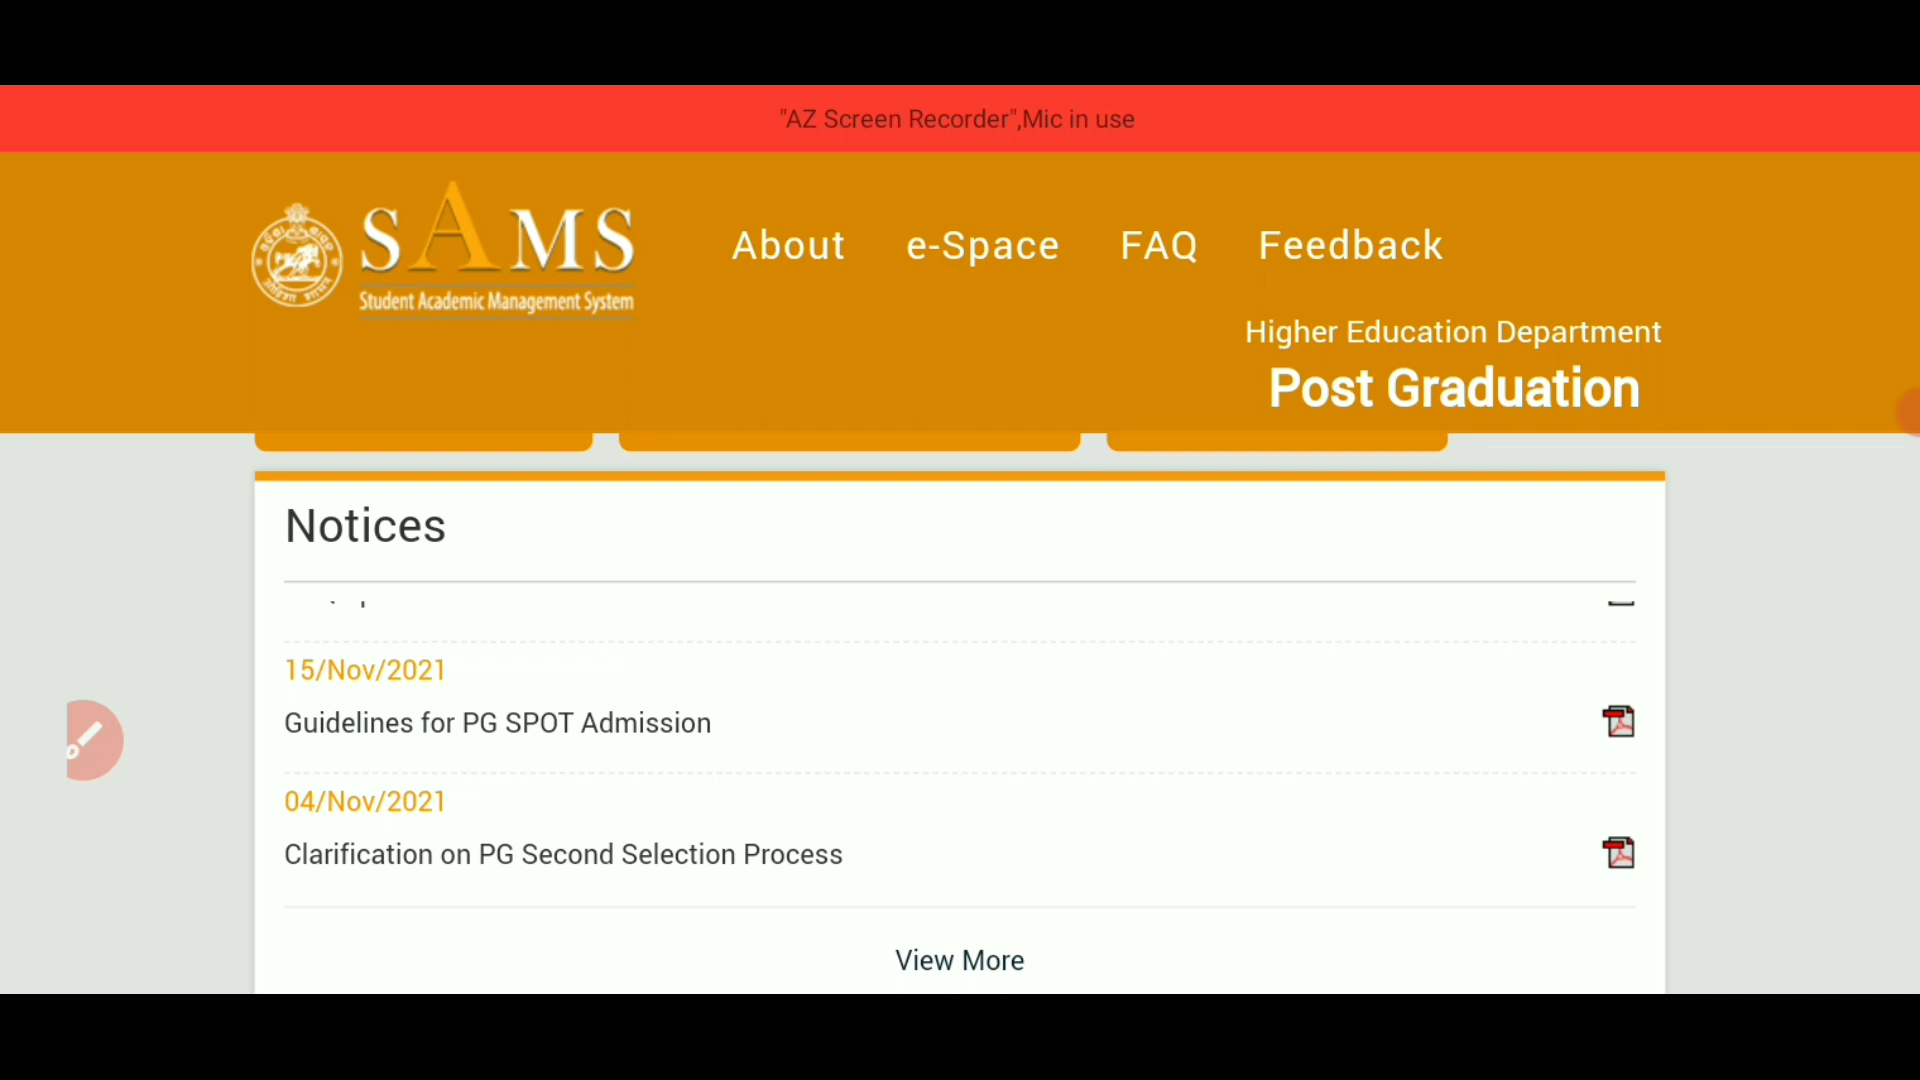 "AZ Screen Recorder",Mic in use
SAMS
Student Academic Management System
About
e-Space
FAQ
Feedback
Higher Education Department
Post Graduation
Notices
15/Nov/2021
Guidelines for PG SPOT Admission
04/Nov/2021
Clarification on PG Second Selection Process
View More